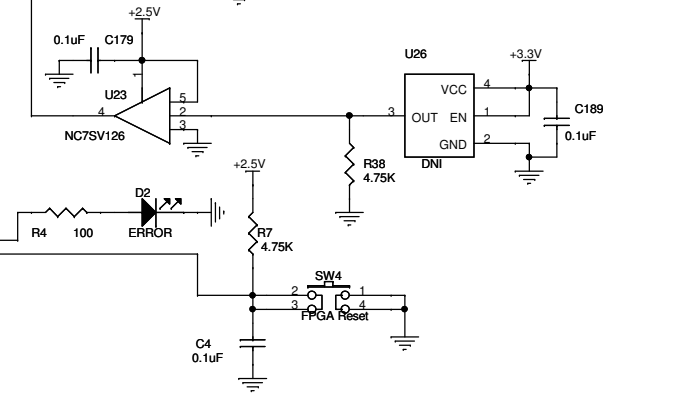 +2.5V
0.1uF C179
U26
+3.3V
1
U23
4
5
2
3
NC7SV126
3
OUT
VCC
EN
GND
4
1
2
DNI
C189
0.1uF
R38
4.75K
+2.5V
D2
R4 100 ERROR
R7
4.75K
SW4
2 1
3 4
FPGA Reset
C4
0.1uF